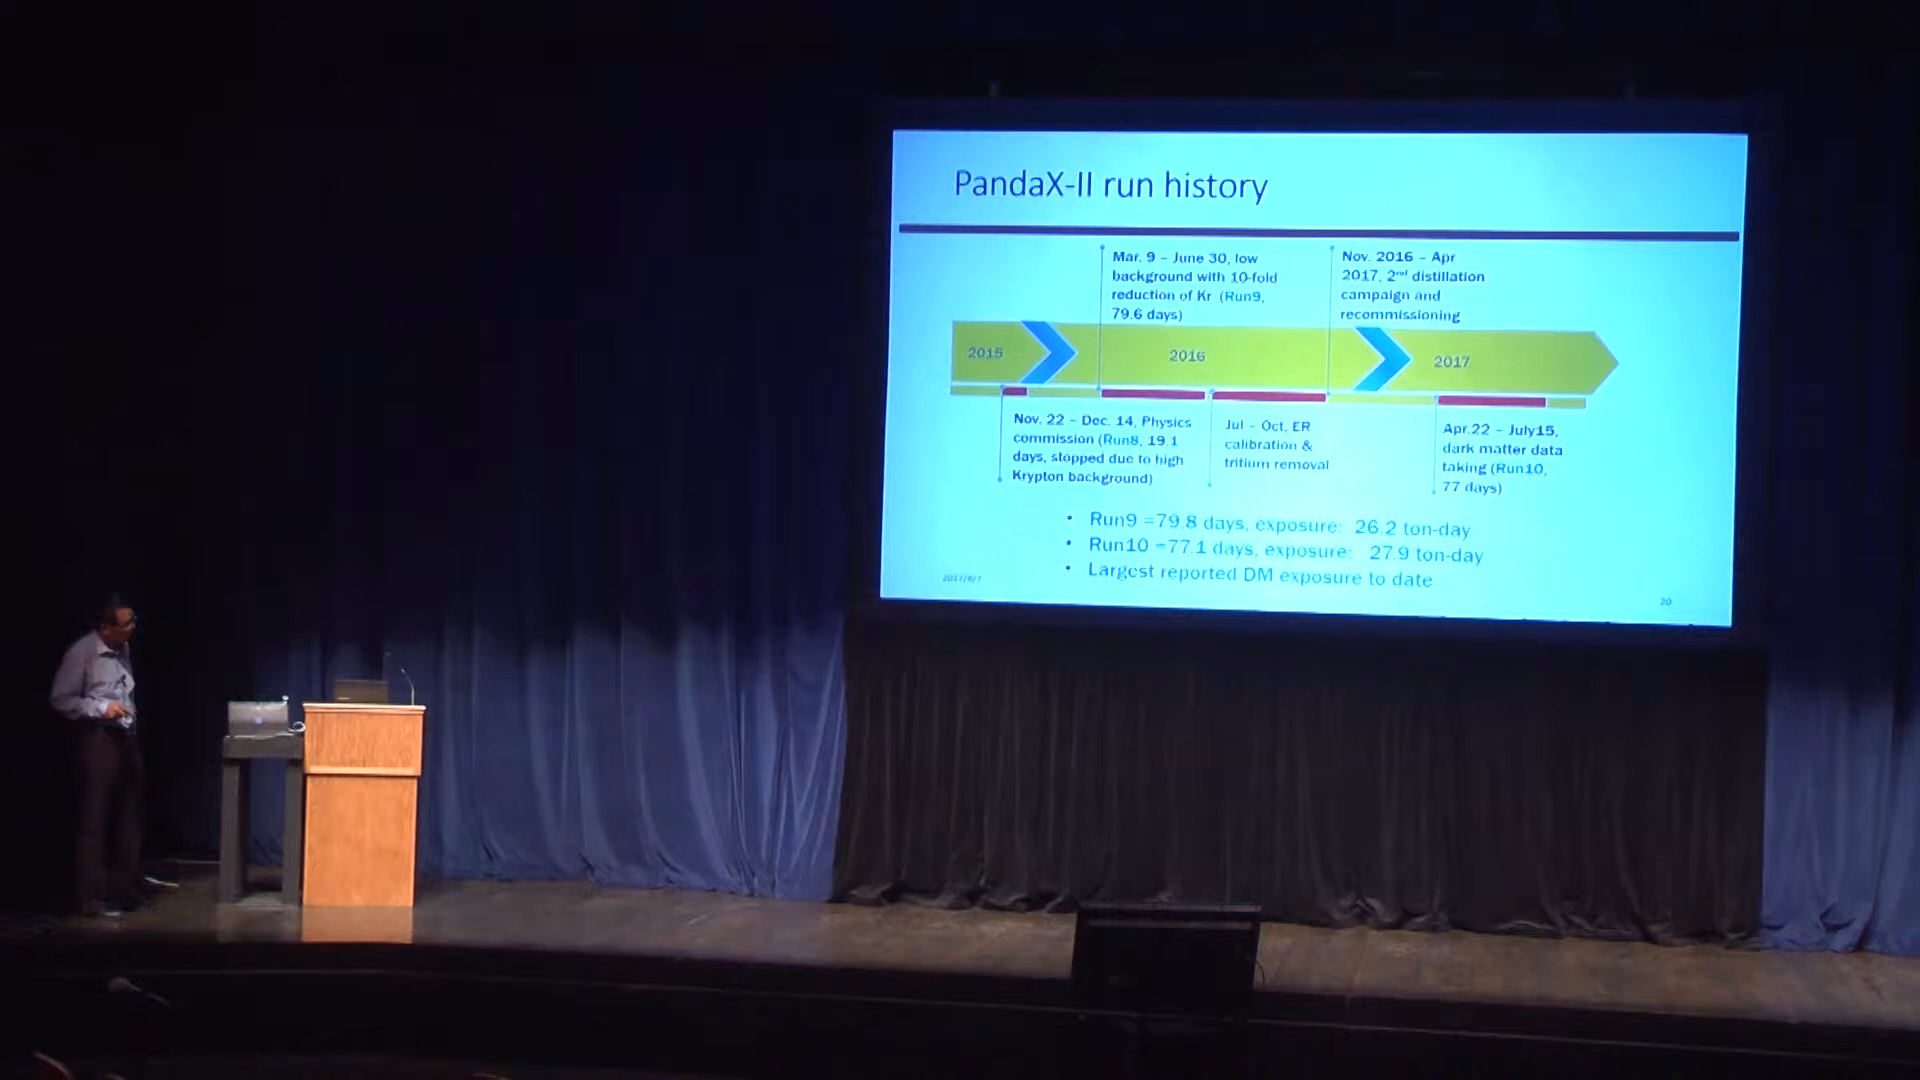 PandaX-II run history
Mar. 9 – June 30, low
background with 10-fold
reduction of Kr (Run9,
79.6 days)
Nov. 2016 – Apr
2017, 2nd distillation
campaign and
recommissioning
2015
2016
2017
Nov. 22 – Dec. 14, Physics
commission (Run8, 19.1
days, stopped due to high
Krypton background)
Jul – Oct, ER
calibration &
tritium removal
Apr.22 – July15,
dark matter data
taking (Run10,
77 days)
• Run9 =79.8 days, exposure: 26.2 ton-day
• Run10 =77.1 days, exposure: 27.9 ton-day
• Largest reported DM exposure to date
20